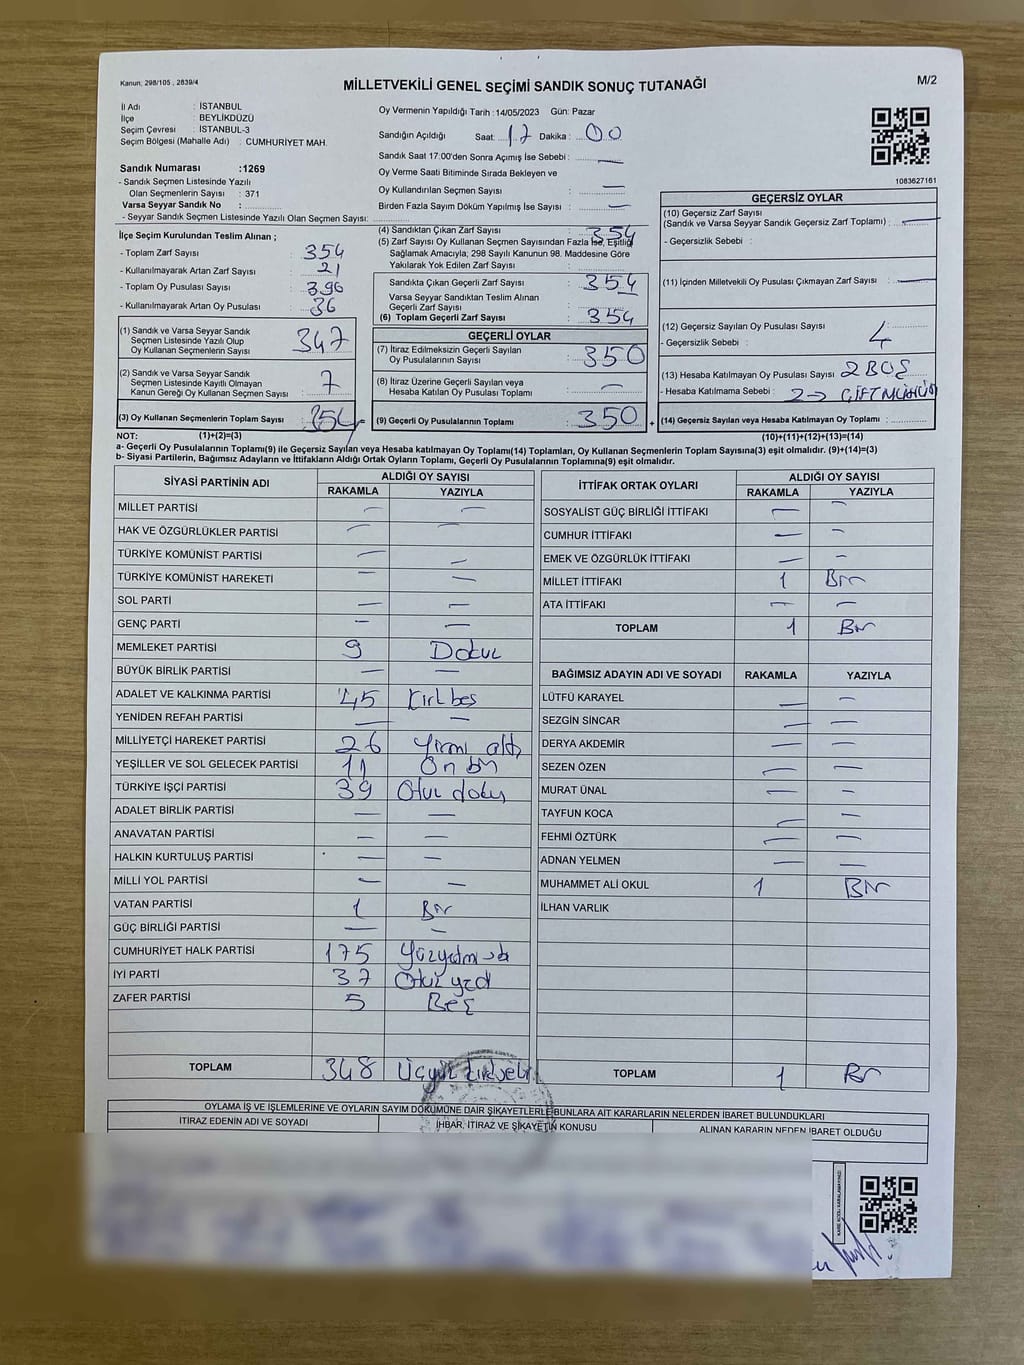 Kanun: 298/105 , 2839/4
MİLLETVEKİLİ GENEL SEÇİMİ SANDIK SONUÇ TUTANAĞI
M/2
İl Adı : İSTANBUL
İlçe : BEYLİKDÜZÜ
Seçim Çevresi : İSTANBUL-3
Seçim Bölgesi (Mahalle Adı) : CUMHURİYET MAH.
Sandık Numarası :1269
- Sandık Seçmen Listesinde Yazılı
Olan Seçmenlerin Sayısı : 371
Varsa Seyyar Sandık No :
- Seyyar Sandık Seçmen Listesinde Yazılı Olan Seçmen Sayısı:
Oy Vermenin Yapıldığı Tarih : 14/05/2023 Gün: Pazar
Sandığın Açıldığı Saat: 17 Dakika : 00
Sandık Saat 17:00'den Sonra Açımış İse Sebebi : —
Oy Verme Saati Bitiminde Sırada Bekleyen ve
Oy Kullandırılan Seçmen Sayısı : —
Birden Fazla Sayım Döküm Yapılmış İse Sayısı : —
1083627161
İlçe Seçim Kurulundan Teslim Alınan ;
- Toplam Zarf Sayısı : 354
- Kullanılmayarak Artan Zarf Sayısı : 21
- Toplam Oy Pusulası Sayısı : 396
- Kullanılmayarak Artan Oy Pusulası : 36
(1) Sandık ve Varsa Seyyar Sandık
Seçmen Listesinde Yazılı Olup
Oy Kullanan Seçmenlerin Sayısı 347
(2) Sandık ve Varsa Seyyar Sandık
Seçmen Listesinde Kayıtlı Olmayan
Kanun Gereği Oy Kullanan Seçmen Sayısı : 7
(3) Oy Kullanan Seçmenlerin Toplam Sayısı : 354
(4) Sandıktan Çıkan Zarf Sayısı : 354
(5) Zarf Sayısı Oy Kullanan Seçmen Sayısından Fazla İse, Eşitliği
Sağlamak Amacıyla; 298 Sayılı Kanunun 98. Maddesine Göre
Yakılarak Yok Edilen Zarf Sayısı :
Sandıkta Çıkan Geçerli Zarf Sayısı : 354
Varsa Seyyar Sandıktan Teslim Alınan
Geçerli Zarf Sayısı : —
(6) Toplam Geçerli Zarf Sayısı : 354
GEÇERLİ OYLAR
(7) İtiraz Edilmeksizin Geçerli Sayılan
Oy Pusulalarının Sayısı : 350
(8) İtiraz Üzerine Geçerli Sayılan veya
Hesaba Katılan Oy Pusulası Toplamı : —
(9) Geçerli Oy Pusulalarının Toplamı : 350 +
GEÇERSİZ OYLAR
(10) Geçersiz Zarf Sayısı
(Sandık ve Varsa Seyyar Sandık Geçersiz Zarf Toplamı) : —
- Geçersizlik Sebebi :
(11) İçinden Milletvekili Oy Pusulası Çıkmayan Zarf Sayısı : —
(12) Geçersiz Sayılan Oy Pusulası Sayısı : 4
- Geçersizlik Sebebi :
(13) Hesaba Katılmayan Oy Pusulası Sayısı : 2 BOŞ
- Hesaba Katılmama Sebebi : 2 → ÇİFT MÜHÜR
(14) Geçersiz Sayılan veya Hesaba Katılmayan Oy Toplamı :
NOT: (1)+(2)=(3) (10)+(11)+(12)+(13)=(14)
a- Geçerli Oy Pusulalarının Toplamı(9) ile Geçersiz Sayılan veya Hesaba katılmayan Oy Toplamı(14) Toplamları, Oy Kullanan Seçmenlerin Toplam Sayısına(3) eşit olmalıdır. (9)+(14)=(3)
b- Siyasi Partilerin, Bağımsız Adayların ve İttifakların Aldığı Ortak Oyların Toplamı, Geçerli Oy Pusulalarının Toplamına(9) eşit olmalıdır.
SİYASİ PARTİNİN ADI ALDIĞI OY SAYISI
RAKAMLA YAZIYLA
MİLLET PARTİSİ — —
HAK VE ÖZGÜRLÜKLER PARTİSİ — —
TÜRKİYE KOMÜNİST PARTİSİ — —
TÜRKİYE KOMÜNİST HAREKETİ — —
SOL PARTİ — —
GENÇ PARTİ — —
MEMLEKET PARTİSİ 9 Dokuz
BÜYÜK BİRLİK PARTİSİ — —
ADALET VE KALKINMA PARTİSİ 45 Kırkbeş
YENİDEN REFAH PARTİSİ — —
MİLLİYETÇİ HAREKET PARTİSİ 26 Yirmi altı
YEŞİLLER VE SOL GELECEK PARTİSİ 11 On bir
TÜRKİYE İŞÇİ PARTİSİ 39 Otuz dokuz
ADALET BİRLİK PARTİSİ — —
ANAVATAN PARTİSİ — —
HALKIN KURTULUŞ PARTİSİ — —
MİLLİ YOL PARTİSİ — —
VATAN PARTİSİ 1 Bir
GÜÇ BİRLİĞİ PARTİSİ — —
CUMHURİYET HALK PARTİSİ 175
İYİ PARTİ 37 Otuz yedi
ZAFER PARTİSİ 5 Beş
TOPLAM 348 Üçyüz kırksekiz
İTTİFAK ORTAK OYLARI ALDIĞI OY SAYISI
RAKAMLA YAZIYLA
SOSYALİST GÜÇ BİRLİĞİ İTTİFAKI — —
CUMHUR İTTİFAKI — —
EMEK VE ÖZGÜRLÜK İTTİFAKI — —
MİLLET İTTİFAKI 1 Bir
ATA İTTİFAKI — —
TOPLAM 1 Bir
BAĞIMSIZ ADAYIN ADI VE SOYADI RAKAMLA YAZIYLA
LÜTFÜ KARAYEL — —
SEZGİN SİNCAR — —
DERYA AKDEMİR — —
SEZEN ÖZEN — —
MURAT ÜNAL — —
TAYFUN KOCA — —
FEHMİ ÖZTÜRK — —
ADNAN YELMEN — —
MUHAMMET ALİ OKUL 1 Bir
İLHAN VARLIK
TOPLAM 1 Bir
OYLAMA İŞ VE İŞLEMLERİNE VE OYLARIN SAYIM DÖKÜMÜNE DAİR ŞİKAYETLERLE BUNLARA AİT KARARLARIN NELERDEN İBARET BULUNDUKLARI
İTİRAZ EDENİN ADI VE SOYADI İHBAR, İTİRAZ VE ŞİKAYETİN KONUSU ALINAN KARARIN NEDEN İBARET OLDUĞU